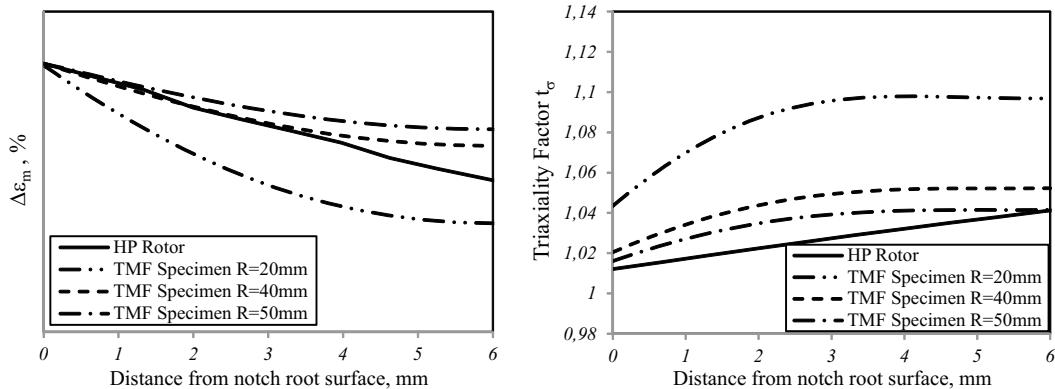 Δε_m , %
HP Rotor
TMF Specimen R=20mm
TMF Specimen R=40mm
TMF Specimen R=50mm
0 1 2 3 4 5 6
Distance from notch root surface, mm
Triaxiality Factor t_σ
1,14
1,12
1,1
1,08
1,06
1,04
1,02
1
0,98
HP Rotor
TMF Specimen R=20mm
TMF Specimen R=40mm
TMF Specimen R=50mm
0 1 2 3 4 5 6
Distance from notch root surface, mm